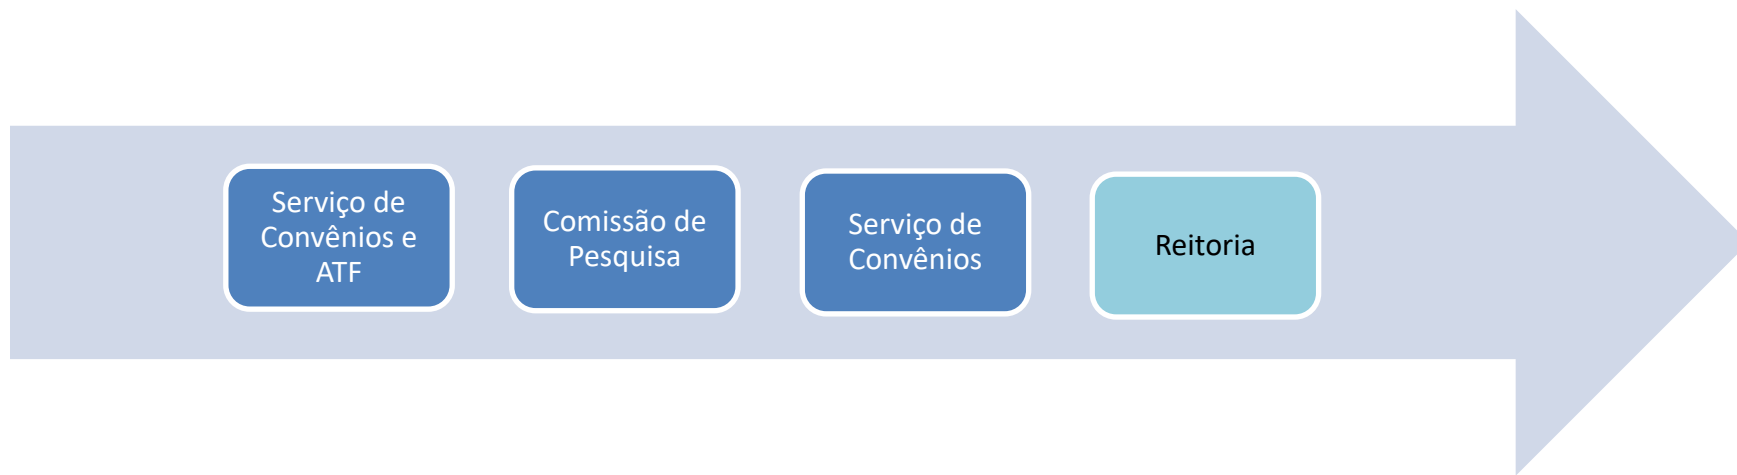 Serviço de
Convênios e
ATF
Comissão de
Pesquisa
Serviço de
Convênios
Reitoria